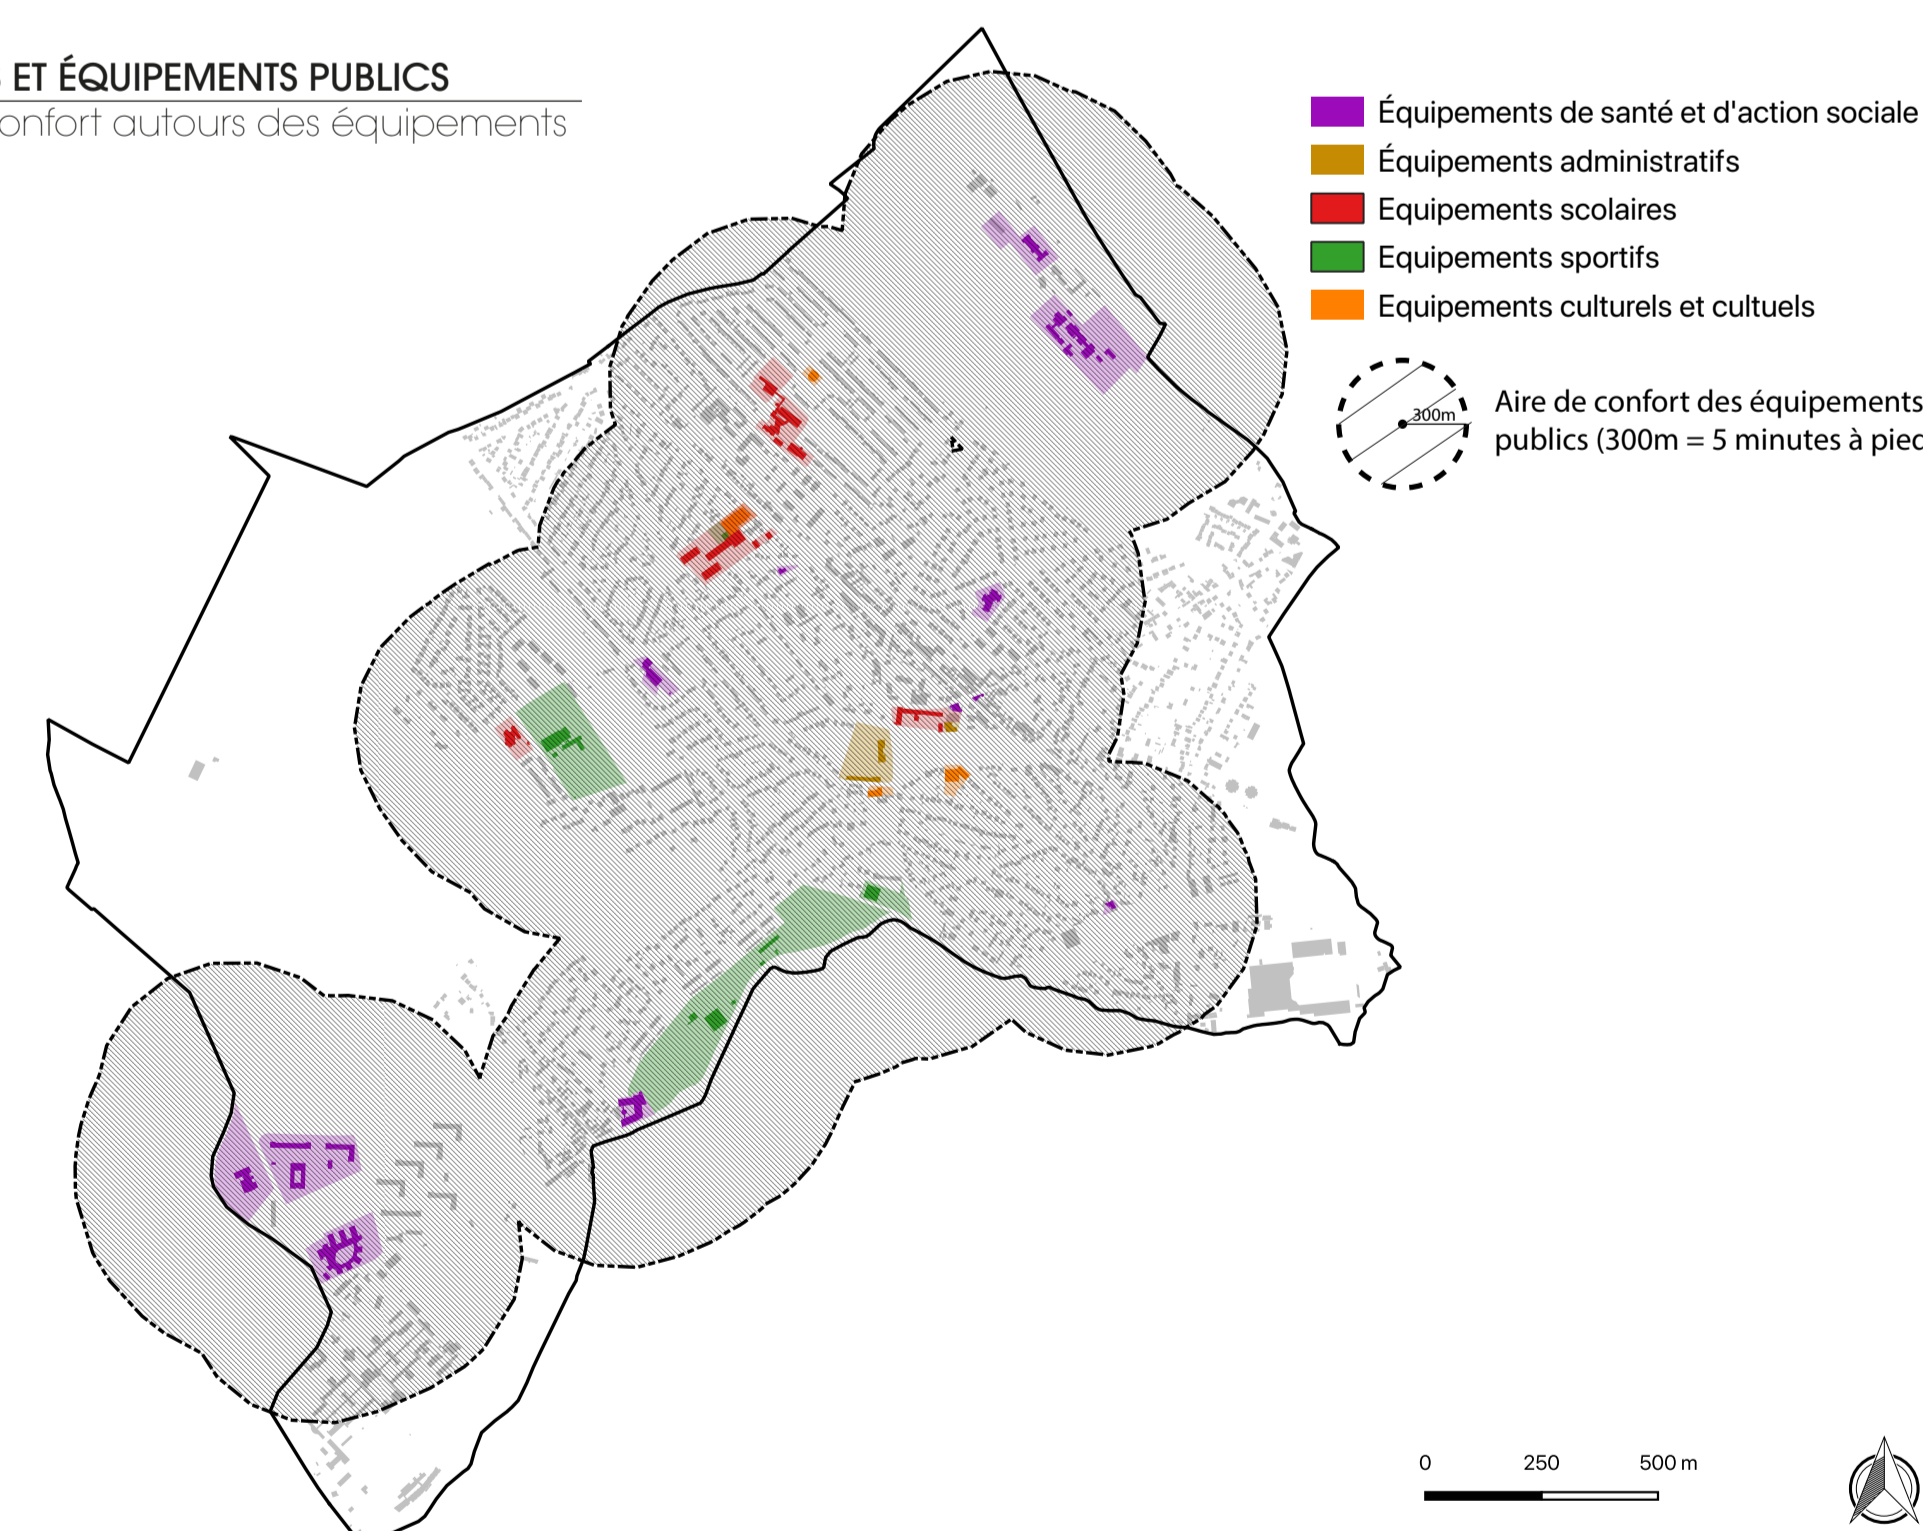 ET ÉQUIPEMENTS PUBLICS
onfort autours des équipements
Équipements de santé et d'action sociale
Équipements administratifs
Equipements scolaires
Equipements sportifs
Equipements culturels et cultuels
300m
Aire de confort des équipements
publics (300m = 5 minutes à pied
0 250 500 m